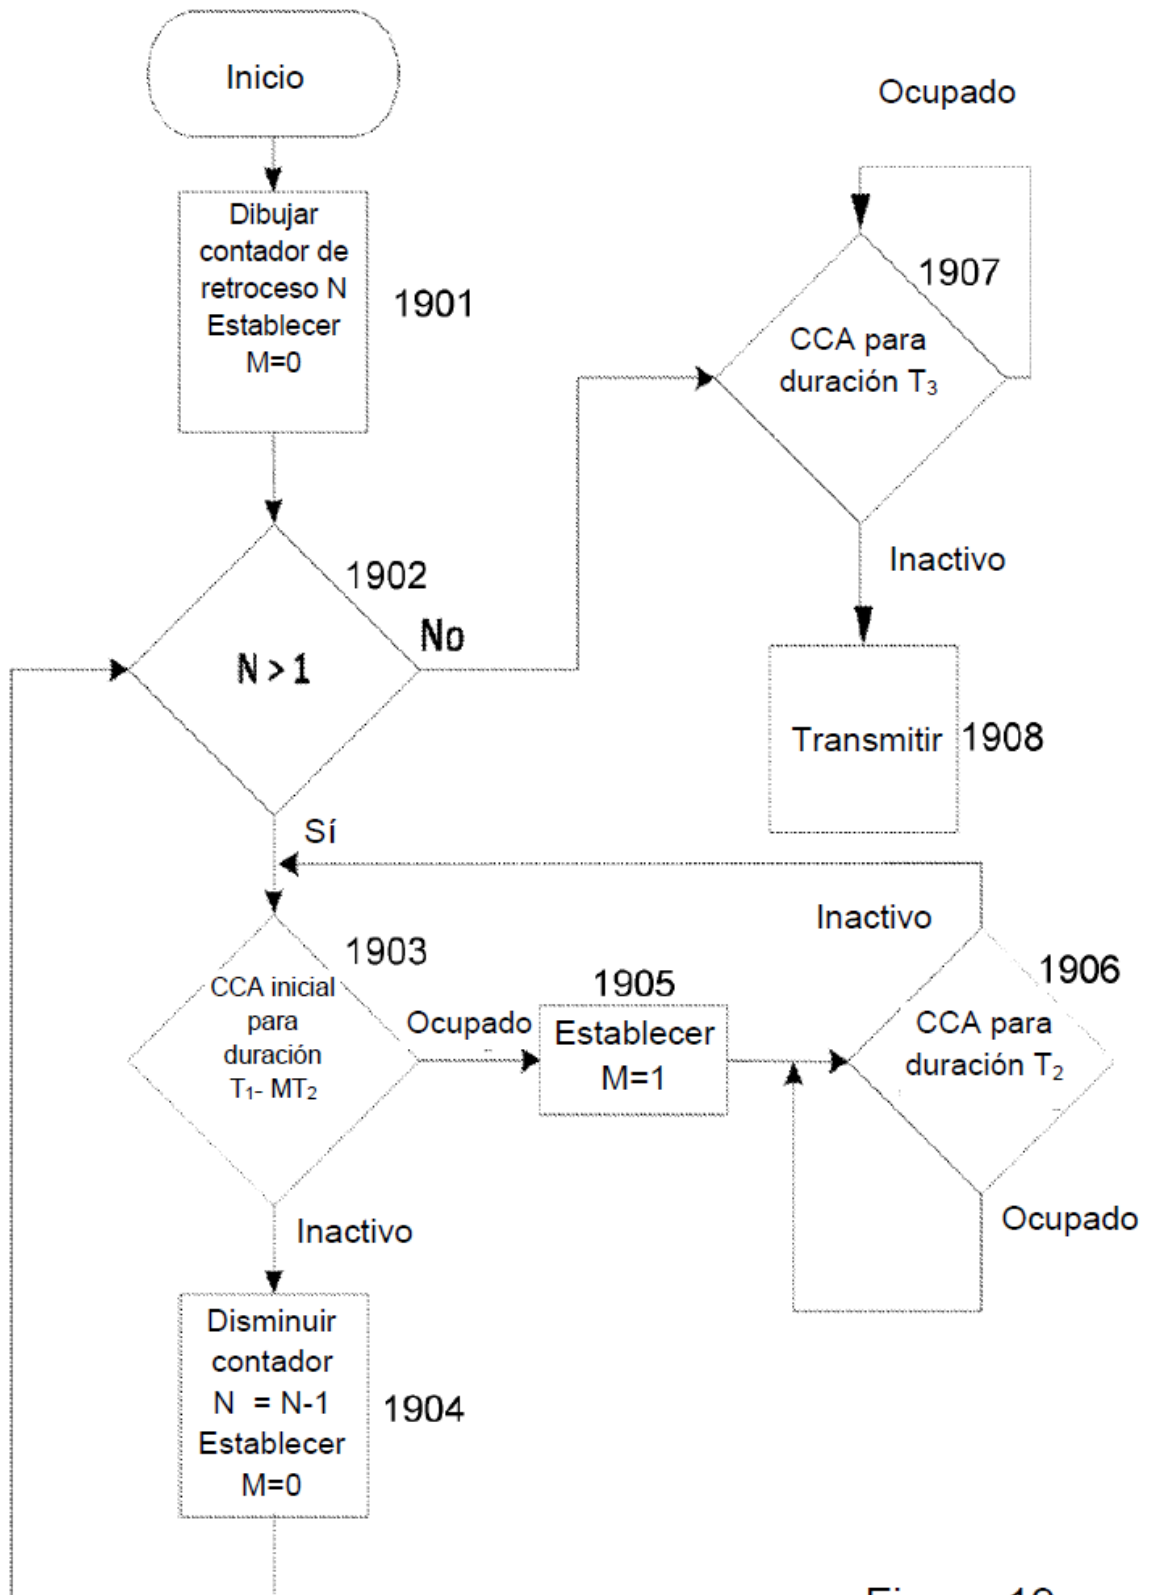 Inicio
Dibujar
contador de
retroceso N
Establecer
M=0
1901
1902
N > 1
No
Sí
1903
CCA inicial
para
duración
T₁- MT₂
Ocupado
Inactivo
Disminuir
contador
N = N-1
Establecer
M=0
1904
1905
Establecer
M=1
Inactivo
1906
CCA para
duración T₂
Ocupado
Ocupado
1907
CCA para
duración T₃
Inactivo
Transmitir
1908